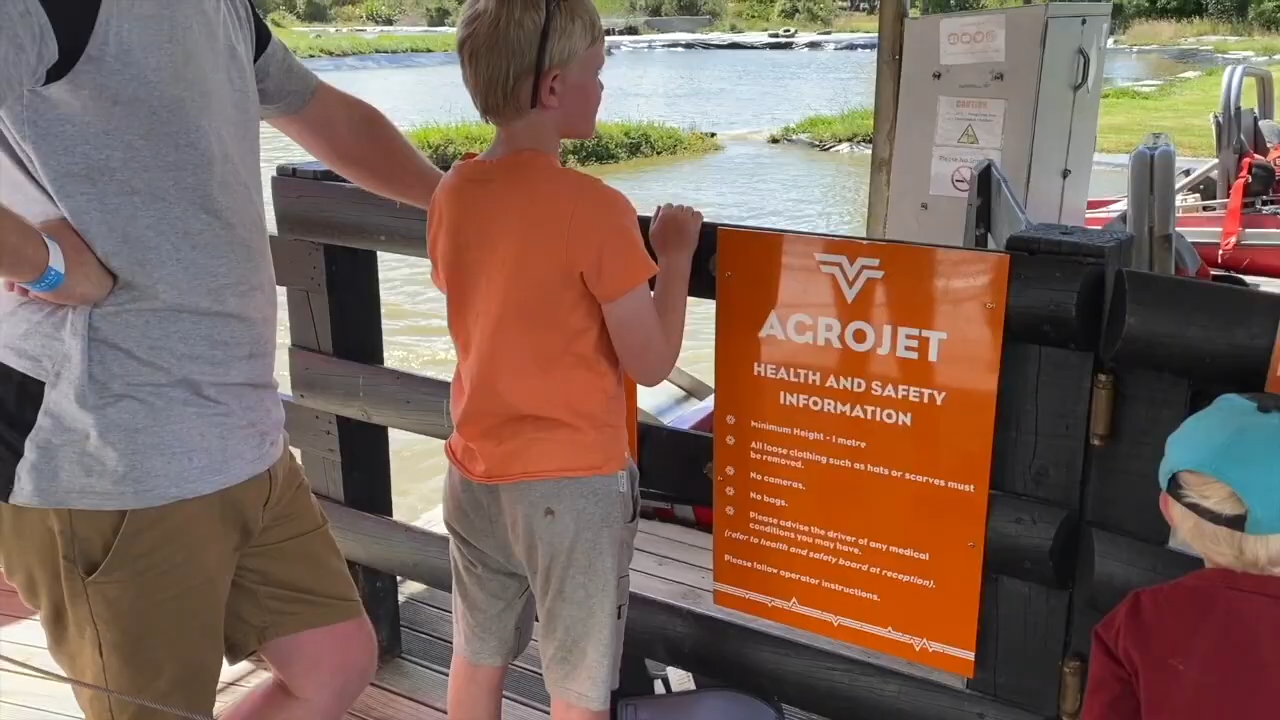 CAUTION
AGROJET
HEALTH AND SAFETY
INFORMATION
Minimum Height - 1 metre
All loose clothing such as hats or scarves must
be removed.
No cameras.
No bags.
Please advise the driver of any medical
conditions you may have.
(refer to health and safety board at reception).
Please follow operator instructions.